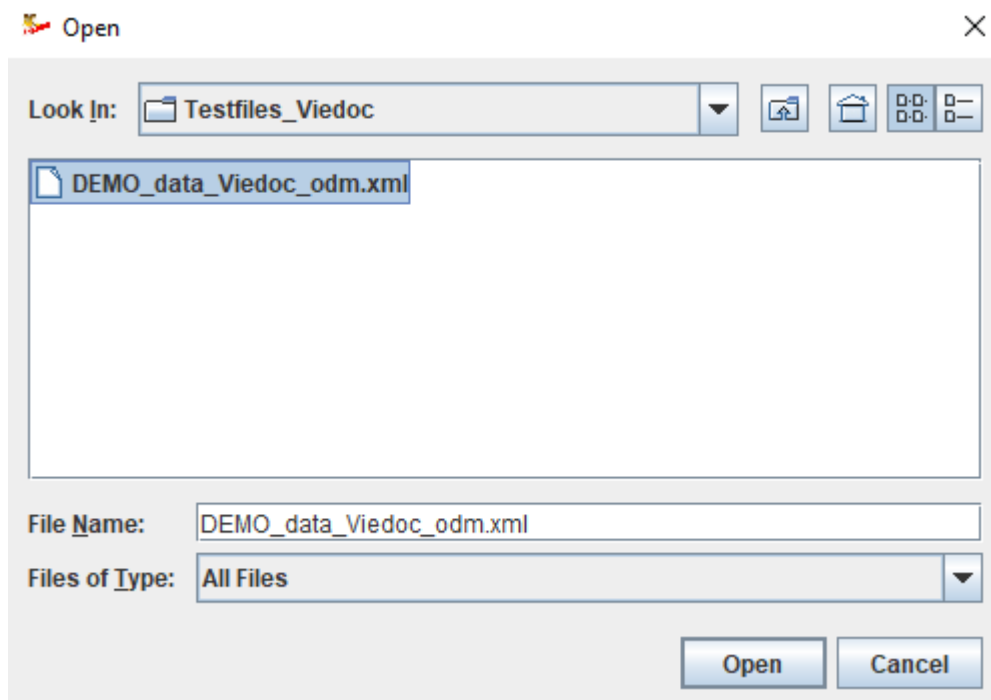 Open
Look In: Testfiles_Viedoc
DEMO_data_Viedoc_odm.xml
File Name: DEMO_data_Viedoc_odm.xml
Files of Type: All Files
Open Cancel